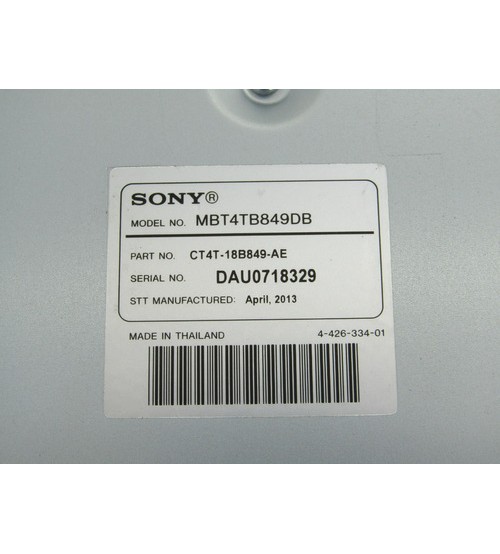 SONY®
MODEL NO. MBT4TB849DB
PART NO. CT4T-18B849-AE
SERIAL NO. DAU0718329
STT MANUFACTURED: April, 2013
MADE IN THAILAND 4-426-334-01